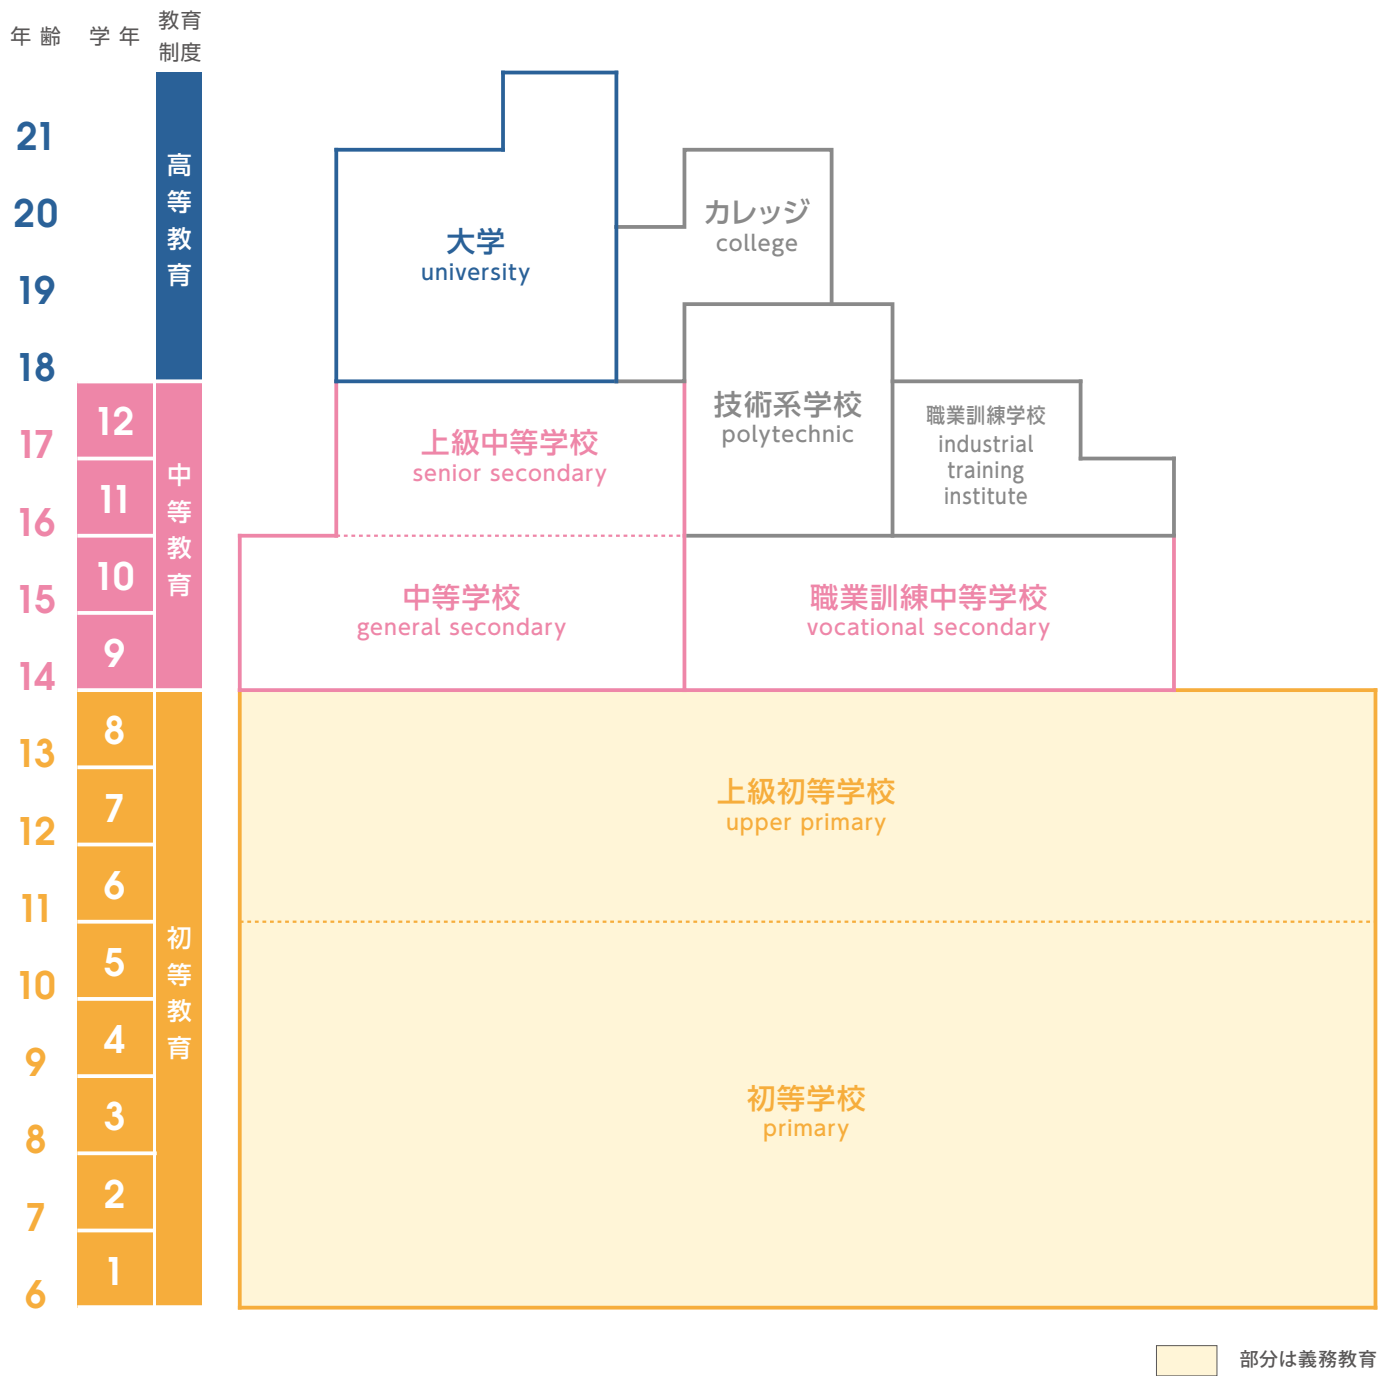 年齢
学年
教育
制度
21
20
19
18
17
16
15
14
13
12
11
10
9
8
7
6
12
11
10
9
8
7
6
5
4
3
2
1
高等教育
中等教育
初等教育
大学
university
カレッジ
college
技術系学校
polytechnic
職業訓練学校
industrial
training
institute
上級中等学校
senior secondary
中等学校
general secondary
職業訓練中等学校
vocational secondary
上級初等学校
upper primary
初等学校
primary
部分は義務教育